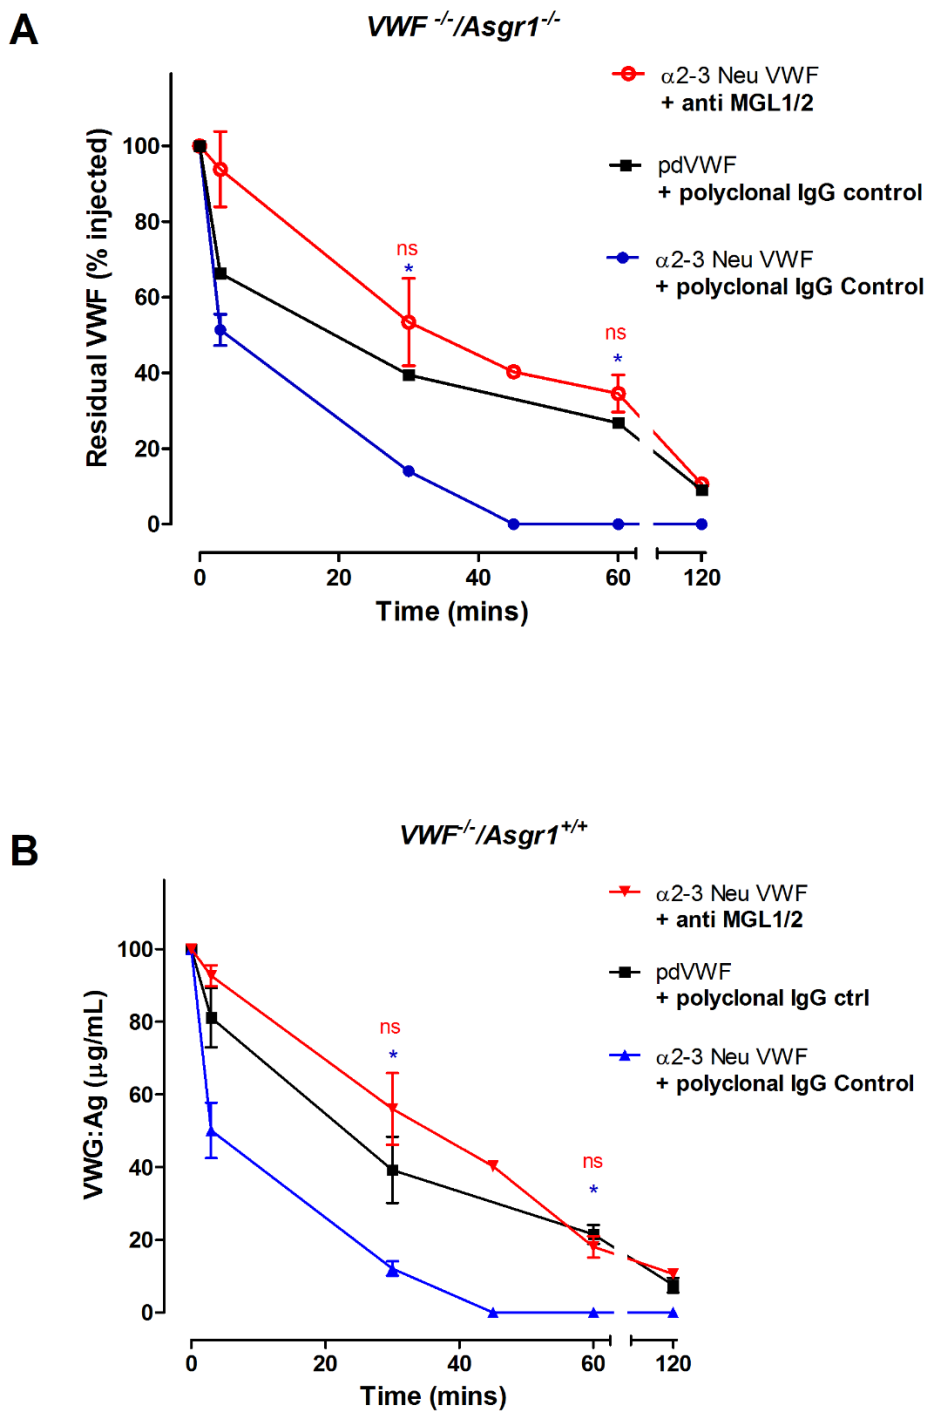 A
VWF -/-/Asgr1-/-
α2-3 Neu VWF
+ anti MGL1/2
pdVWF
+ polyclonal IgG control
α2-3 Neu VWF
+ polyclonal IgG Control
Residual VWF (% injected)
100
80
60
40
20
0
ns
*
ns
*
0 20 40 60 120
Time (mins)
B
VWF-/-/Asgr1+/+
α2-3 Neu VWF
+ anti MGL1/2
pdVWF
+ polyclonal IgG ctrl
α2-3 Neu VWF
+ polyclonal IgG Control
VWG:Ag (μg/mL)
100
80
60
40
20
0
ns
*
ns
*
0 20 40 60 120
Time (mins)